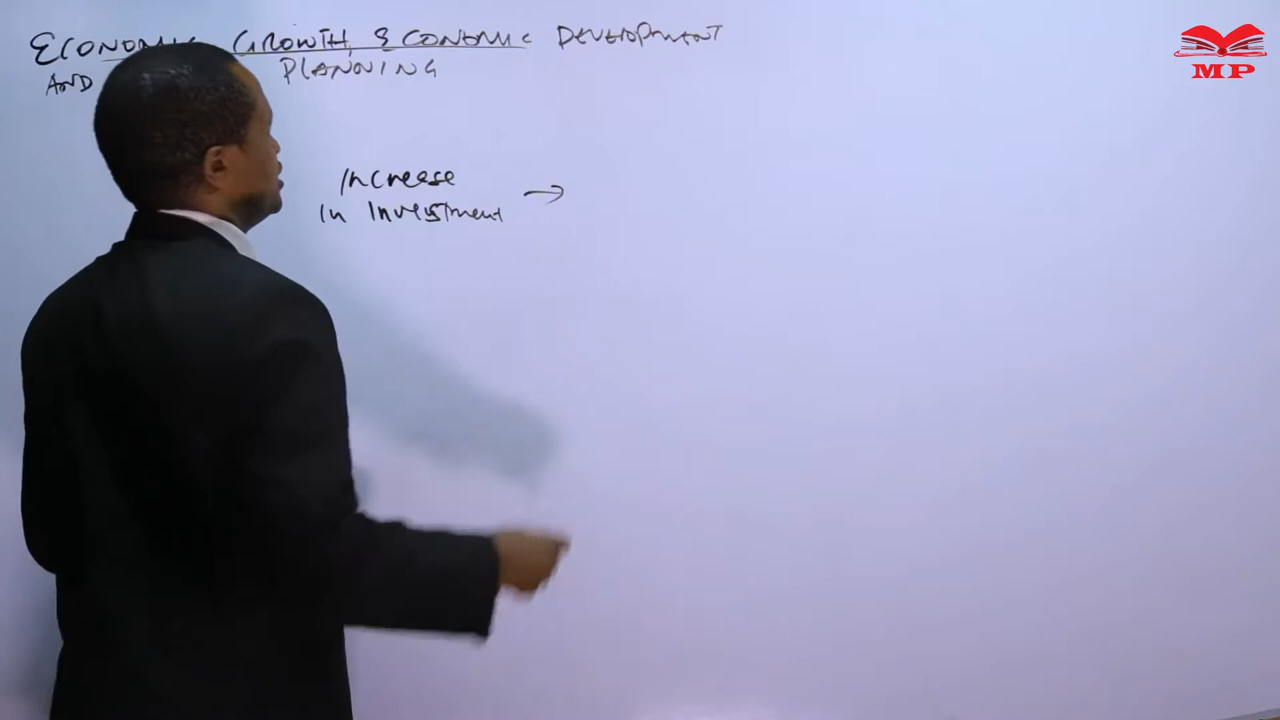 ECONOMIC GROWTH, ECONOMIC DEVELOPMENT
AND PLANNING
Increase
In Investment →
MP